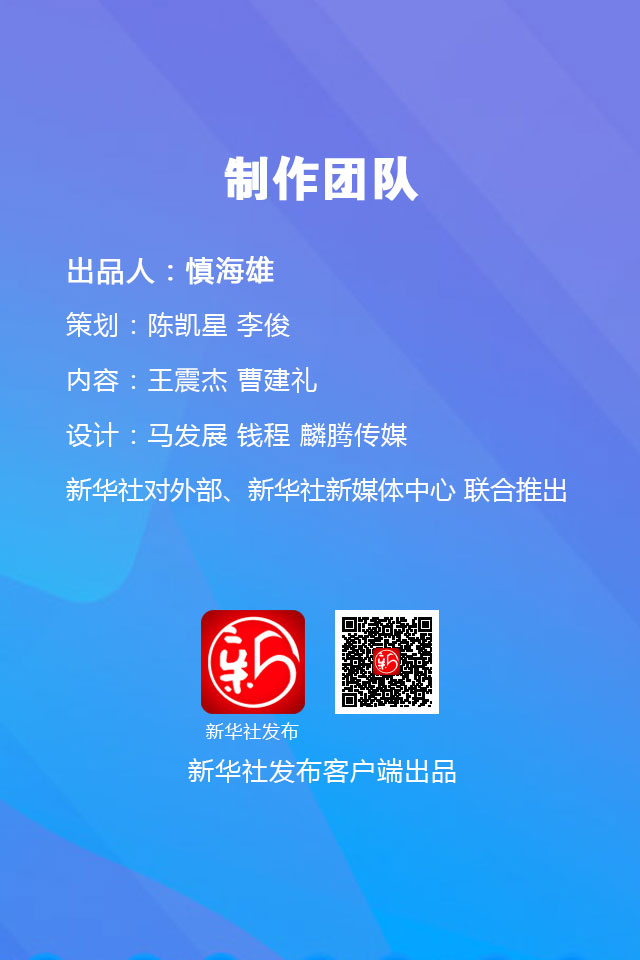 制作团队
出品人：慎海雄
策划：陈凯星 李俊
内容：王震杰 曹建礼
设计：马发展 钱程 麟腾传媒
新华社对外部、新华社新媒体中心 联合推出
新
新华社发布
新华社发布客户端出品